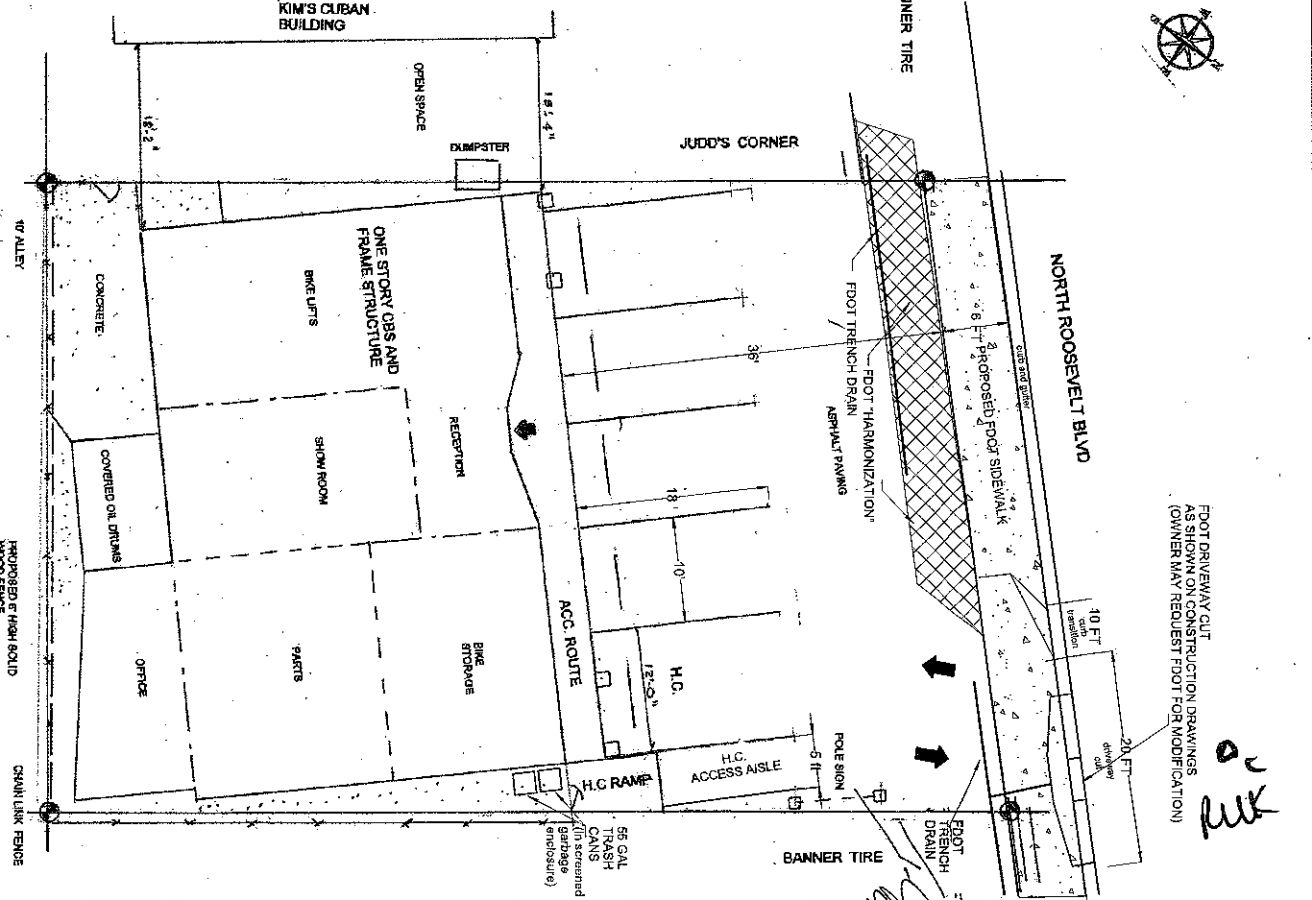 KIM'S CUBAN
BUILDING
OPEN SPACE
18'-4"
DUMPSTER
JUDD'S CORNER
NORTH ROOSEVELT BLVD
curb and gutter
6 FT PROPOSED FDOT SIDEWALK
FDOT "HARMONIZATION"
FDOT TRENCH DRAIN
ASPHALT PAVING
36'
18'
10'
12'-0"
H.C.
FDOT DRIVEWAY CUT
AS SHOWN ON CONSTRUCTION DRAWINGS
(OWNER MAY REQUEST FDOT FOR MODIFICATION)
10 FT
curb
transition
20 FT
driveway
cut
10' ALLEY
CONCRETE
ONE STORY CBS AND
FRAME STRUCTURE
BIKE LIFTS
RECEPTION
SHOW ROOM
COVERED OIL DRUMS
ACC. ROUTE
BIKE
STORAGE
PARTS
OFFICE
H.C RAMP
H.C.
ACCESS AISLE
5 ft
POLE SIGN
FDOT
TRENCH
DRAIN
BANNER TIRE
55 GAL
TRASH
CANS
(in screened
garbage
enclosure)
PROPOSED 6' HIGH SOLID
WOOD FENCE
CHAIN LINK FENCE
NNER TIRE